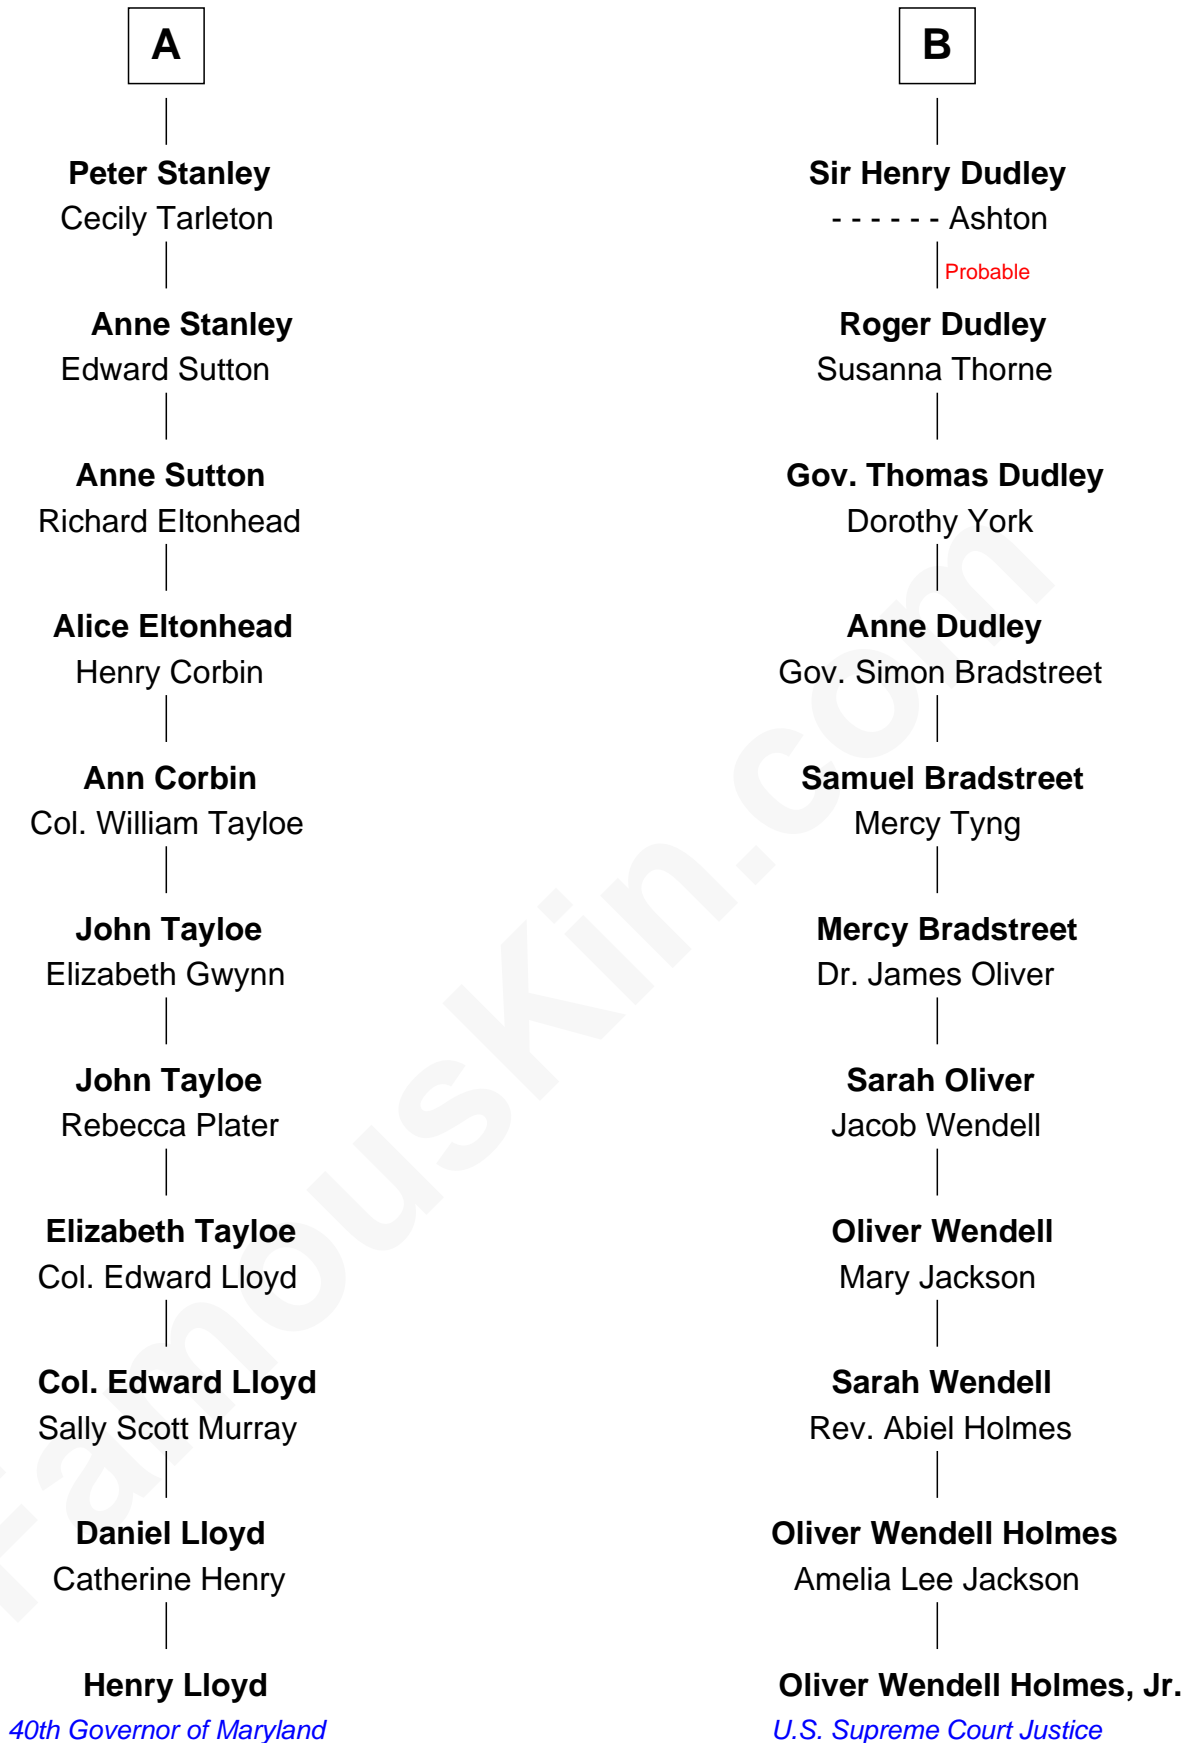 A
Peter Stanley
Cecily Tarleton
Anne Stanley
Edward Sutton
Anne Sutton
Richard Eltonhead
Alice Eltonhead
Henry Corbin
Ann Corbin
Col. William Tayloe
John Tayloe
Elizabeth Gwynn
John Tayloe
Rebecca Plater
Elizabeth Tayloe
Col. Edward Lloyd
Col. Edward Lloyd
Sally Scott Murray
Daniel Lloyd
Catherine Henry
Henry Lloyd
40th Governor of Maryland
B
Sir Henry Dudley
- - - - - - Ashton
Probable
Roger Dudley
Susanna Thorne
Gov. Thomas Dudley
Dorothy York
Anne Dudley
Gov. Simon Bradstreet
Samuel Bradstreet
Mercy Tyng
Mercy Bradstreet
Dr. James Oliver
Sarah Oliver
Jacob Wendell
Oliver Wendell
Mary Jackson
Sarah Wendell
Rev. Abiel Holmes
Oliver Wendell Holmes
Amelia Lee Jackson
Oliver Wendell Holmes, Jr.
U.S. Supreme Court Justice
FamousKin.com